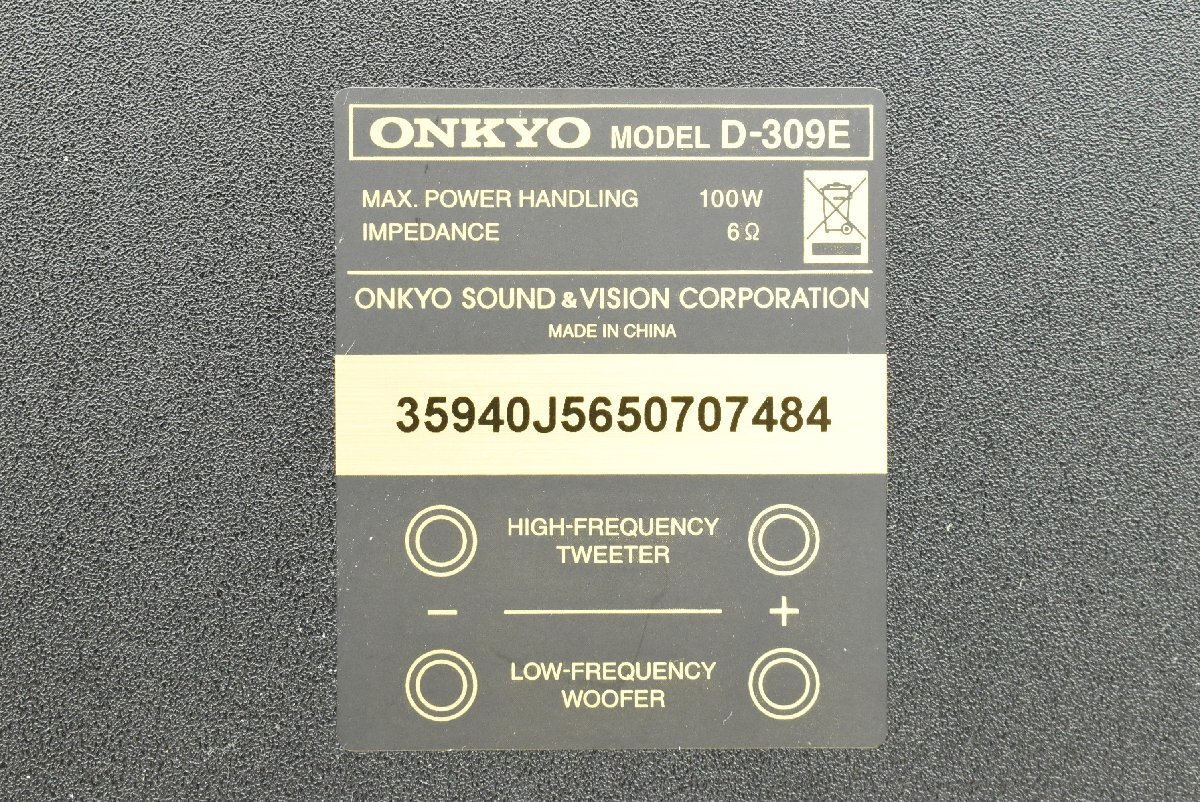 ONKYO MODEL D-309E
MAX. POWER HANDLING 100W
IMPEDANCE 6Ω
ONKYO SOUND & VISION CORPORATION
MADE IN CHINA
35940J5650707484
HIGH-FREQUENCY
TWEETER
− +
LOW-FREQUENCY
WOOFER